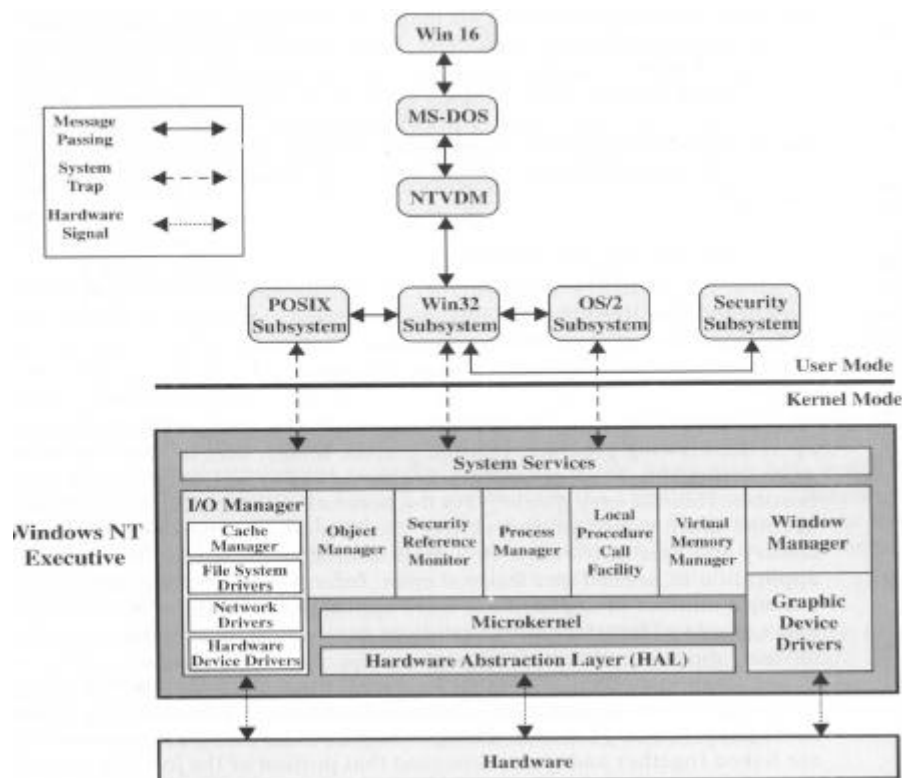 Win 16
Message
Passing
System
Trap
Hardware
Signal
MS-DOS
NTVDM
POSIX
Subsystem
Win32
Subsystem
OS/2
Subsystem
Security
Subsystem
User Mode
Kernel Mode
Windows NT
Executive
System Services
I/O Manager
Cache
Manager
File System
Drivers
Network
Drivers
Hardware
Device Drivers
Object
Manager
Security
Reference
Monitor
Process
Manager
Local
Procedure
Call
Facility
Virtual
Memory
Manager
Window
Manager
Graphic
Device
Drivers
Microkernel
Hardware Abstraction Layer (HAL)
Hardware